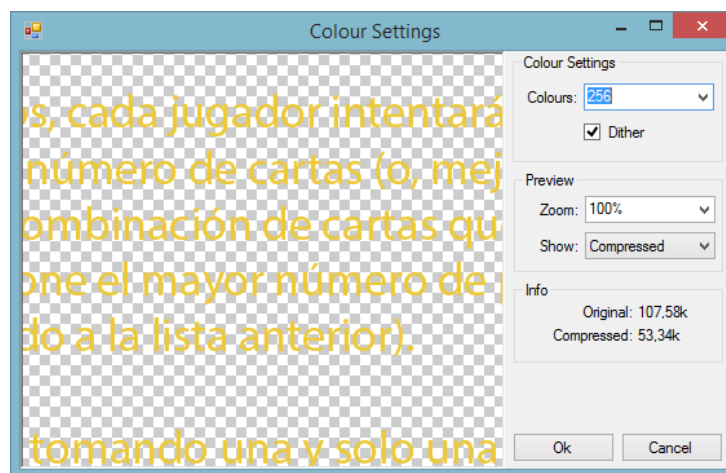 Colour Settings
s, cada jugador intentará
número de cartas (o, mej
ombinación de cartas qu
one el mayor número de
do a la lista anterior).
tomando una y solo una
Colour Settings
Colours: 256
Dither
Preview
Zoom: 100%
Show: Compressed
Info
Original: 107,58k
Compressed: 53,34k
Ok Cancel